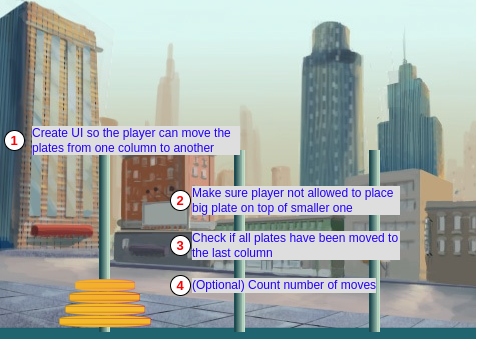 1 Create UI so the player can move the
plates from one column to another
2 Make sure player not allowed to place
big plate on top of smaller one
3 Check if all plates have been moved to
the last column
4 (Optional) Count number of moves